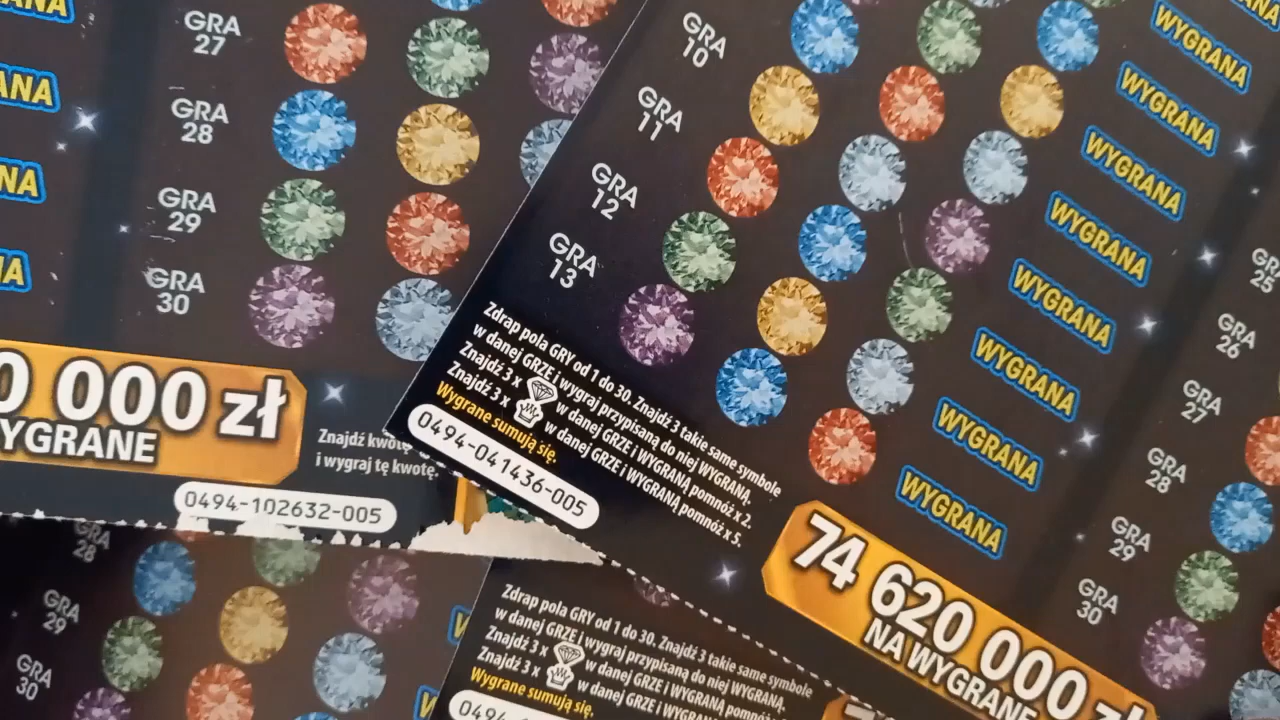 ANA
ANA
NA
A
GRA
27
GRA
28
GRA
29
GRA
30
0 000 zł
YGRANE
Znajdź kwotę
i wygraj tę kwotę.
0494-102632-005
GRA
10
GRA
11
GRA
12
GRA
13
WYGRANA
WYGRANA
WYGRANA
WYGRANA
WYGRANA
WYGRANA
WYGRANA
WYGRANA
Zdrap pola GRY od 1 do 30. Znajdź 3 takie same symbole
w danej GRZE i wygraj przypisaną do niej WYGRANĄ.
Znajdź 3 x w danej GRZE i WYGRANĄ pomnóż x 2.
Znajdź 3 x w danej GRZE i WYGRANĄ pomnóż x 5.
Wygrane sumują się.
0494-041436-005
74 620 000 zł
NA WYGRANE
GRA
25
GRA
26
GRA
27
GRA
28
GRA
29
GRA
30
GRA
28
GRA
29
GRA
30
Zdrap pola GRY od 1 do 30. Znajdź 3 takie same symbole
w danej GRZE i wygraj przypisaną do niej WYGRANĄ.
Znajdź 3 x w danej GRZE i WYGRANĄ pomnóż
Znajdź 3 x w danej GRZE i WYGRANĄ
Wygrane sumują się.
0494